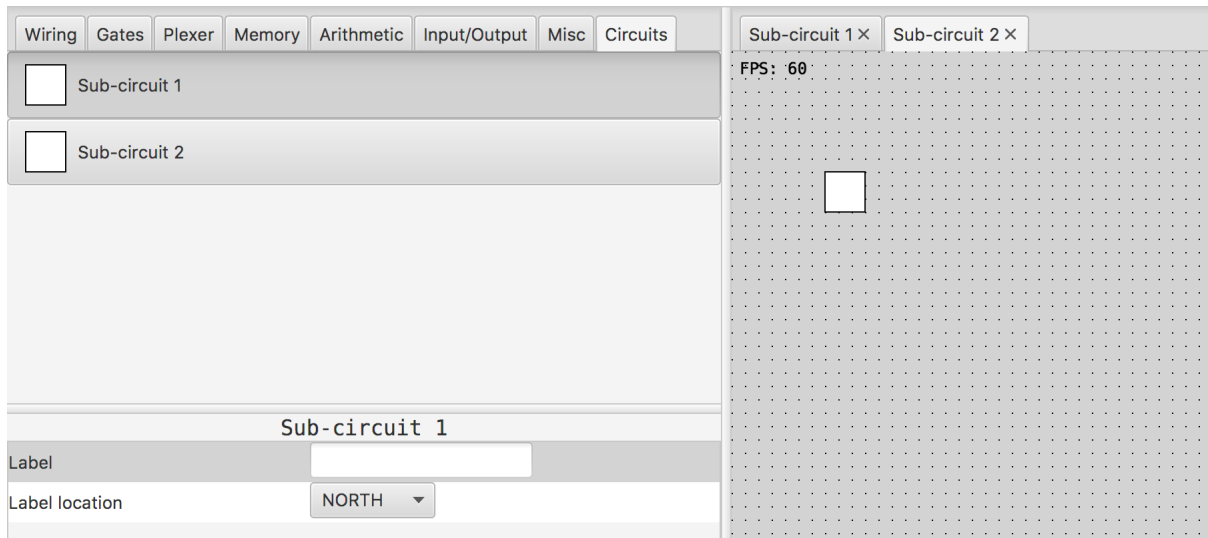 Wiring Gates Plexer Memory Arithmetic Input/Output Misc Circuits
Sub-circuit 1
Sub-circuit 2
Sub-circuit 1
Label
Label location NORTH
Sub-circuit 1 × Sub-circuit 2 ×
FPS: 60